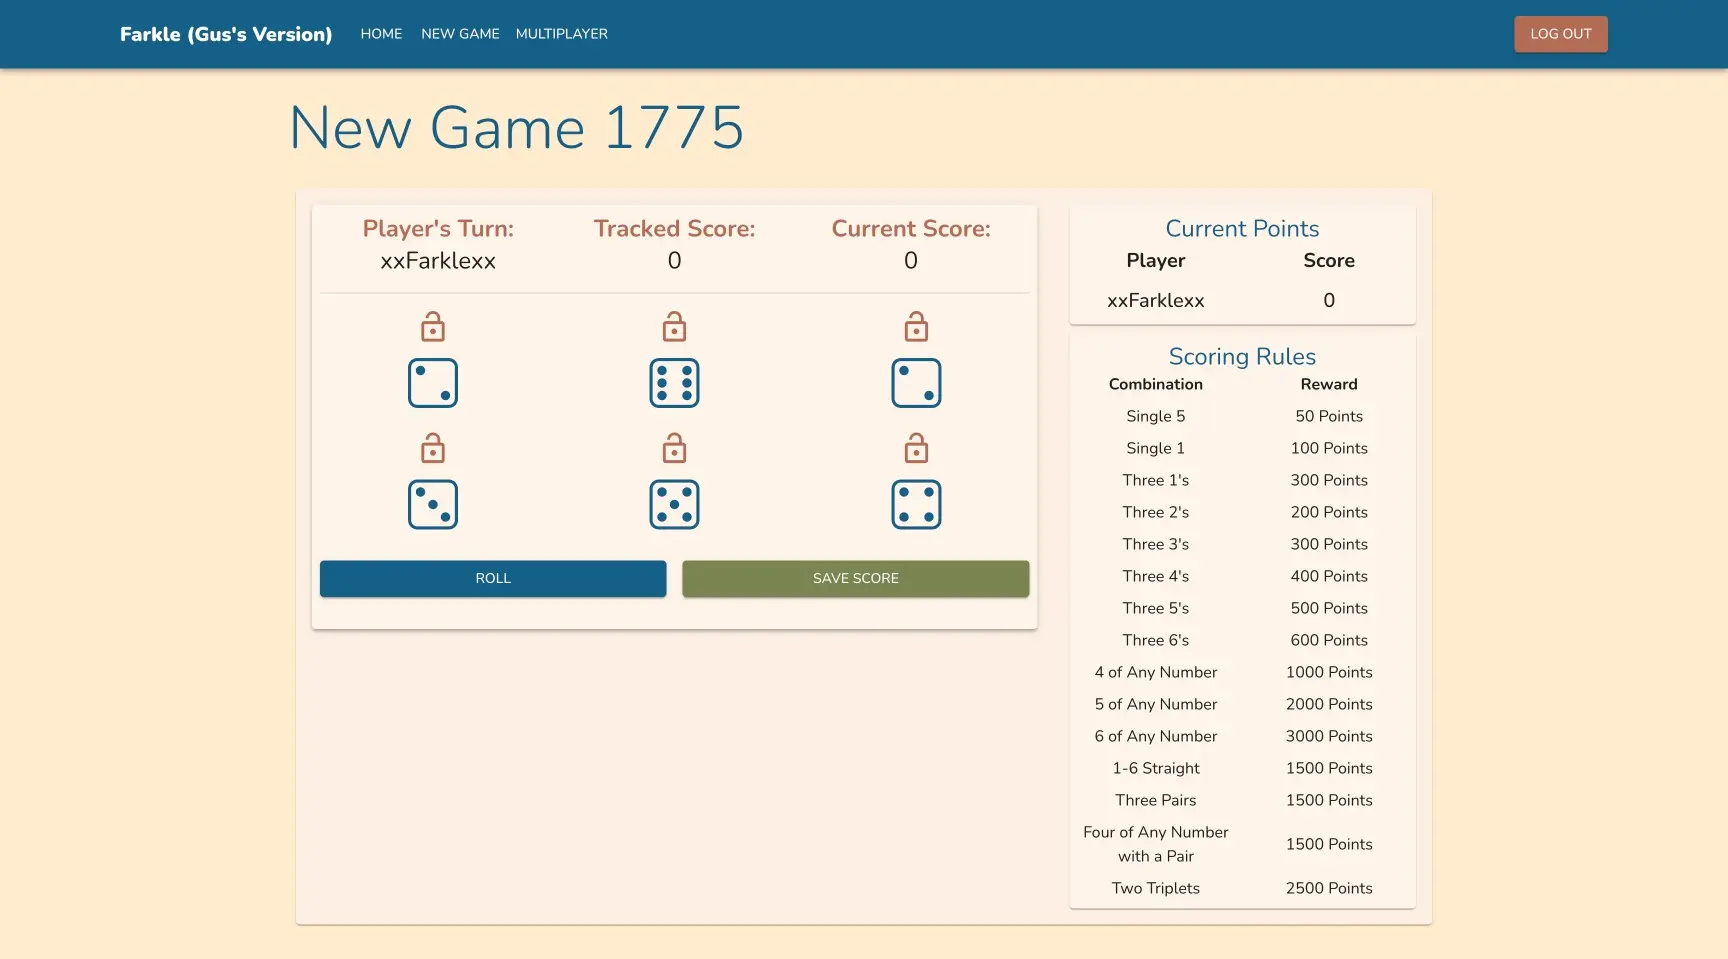 Farkle (Gus's Version) HOME NEW GAME MULTIPLAYER LOG OUT
New Game 1775
Player's Turn: Tracked Score: Current Score:
xxFarklexx 0 0
ROLL SAVE SCORE
Current Points
Player Score
xxFarklexx 0
Scoring Rules
Combination Reward
Single 5 50 Points
Single 1 100 Points
Three 1's 300 Points
Three 2's 200 Points
Three 3's 300 Points
Three 4's 400 Points
Three 5's 500 Points
Three 6's 600 Points
4 of Any Number 1000 Points
5 of Any Number 2000 Points
6 of Any Number 3000 Points
1-6 Straight 1500 Points
Three Pairs 1500 Points
Four of Any Number
with a Pair 1500 Points
Two Triplets 2500 Points